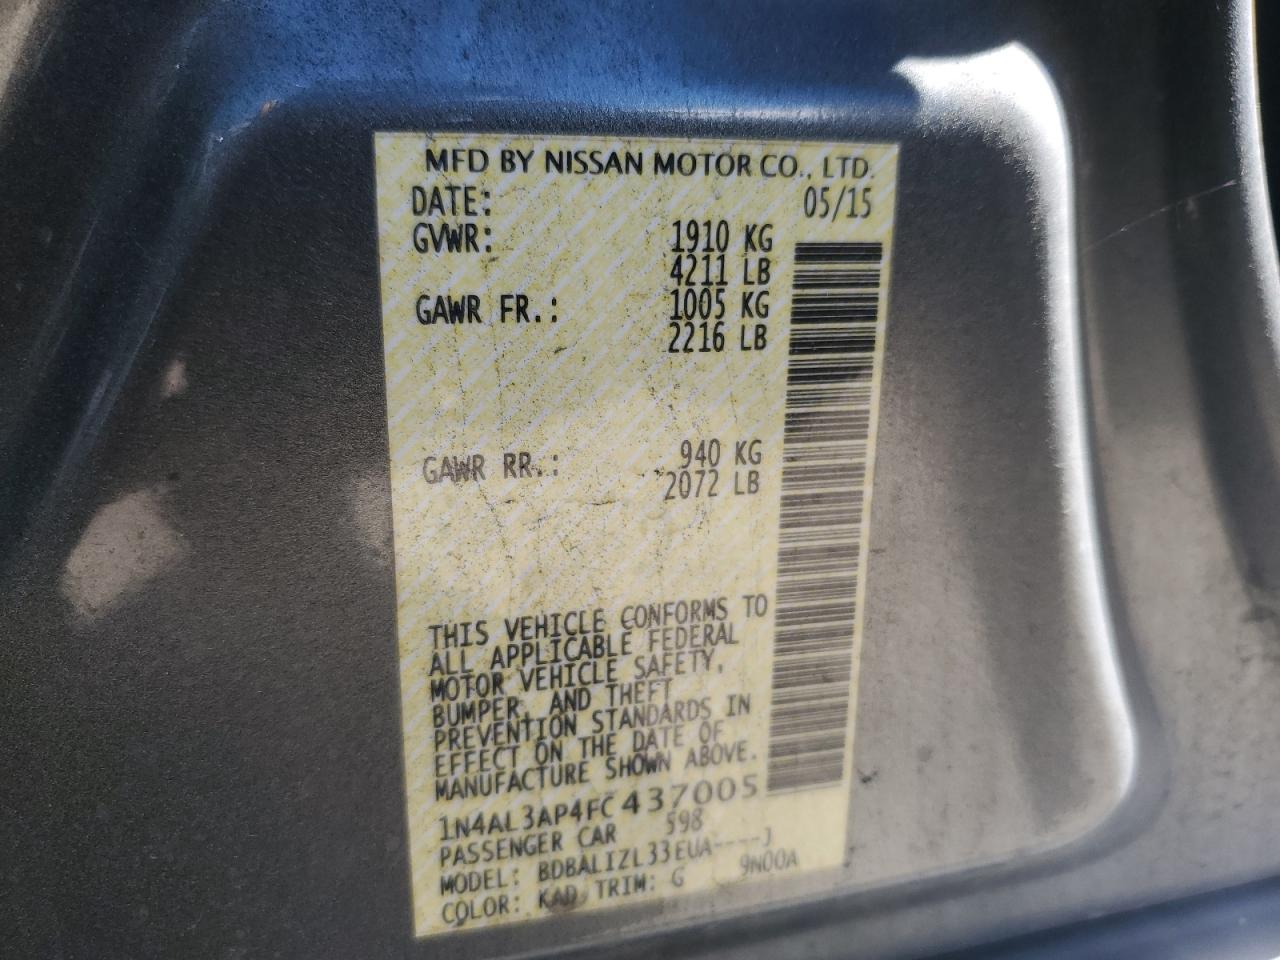 MFD BY NISSAN MOTOR CO., LTD.
DATE: 05/15
GVWR: 1910 KG
4211 LB
GAWR FR.: 1005 KG
2216 LB
GAWR RR.: 940 KG
2072 LB
THIS VEHICLE CONFORMS TO
ALL APPLICABLE FEDERAL
MOTOR VEHICLE SAFETY,
BUMPER, AND THEFT
PREVENTION STANDARDS IN
EFFECT ON THE DATE OF
MANUFACTURE SHOWN ABOVE.
1N4AL3AP4FC437005
PASSENGER CAR 598
MODEL: BDBALIZL33EUA----J
COLOR: KAD TRIM: G 9N00A